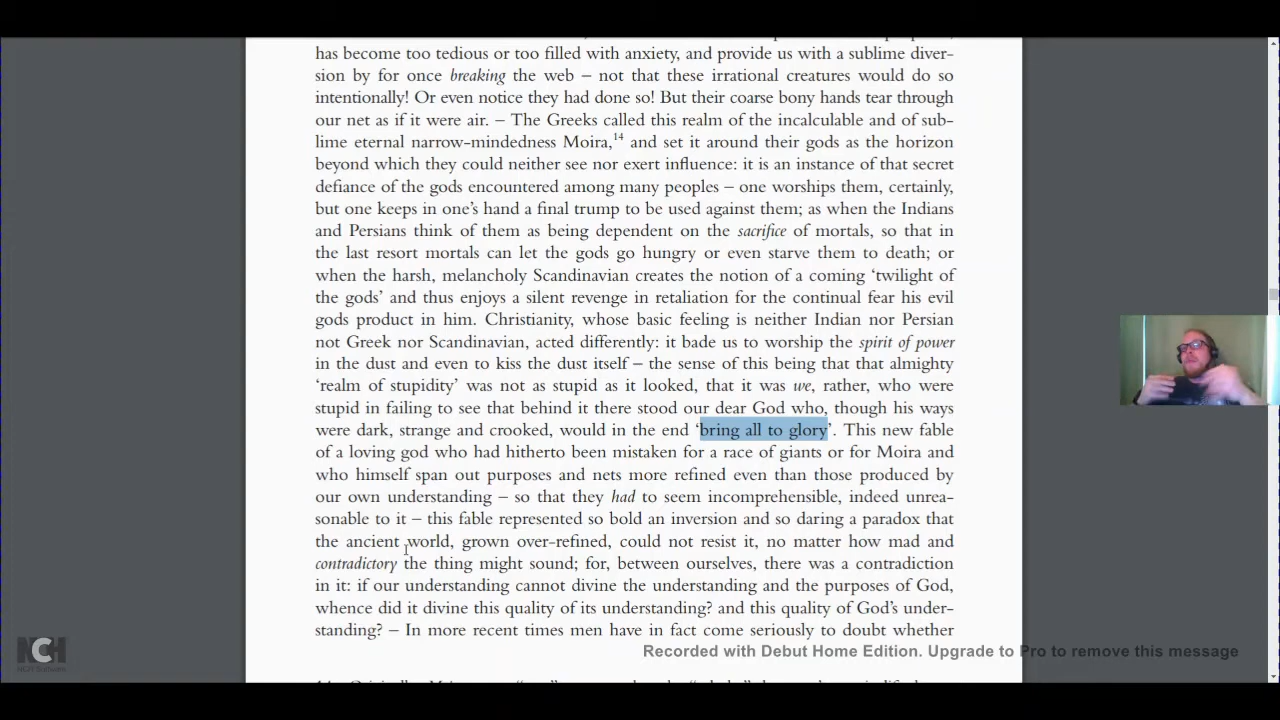 has become too tedious or too filled with anxiety, and provide us with a sublime diver-
sion by for once breaking the web – not that these irrational creatures would do so
intentionally! Or even notice they had done so! But their coarse bony hands tear through
our net as if it were air. – The Greeks called this realm of the incalculable and of sub-
lime eternal narrow-mindedness Moira,14 and set it around their gods as the horizon
beyond which they could neither see nor exert influence: it is an instance of that secret
defiance of the gods encountered among many peoples – one worships them, certainly,
but one keeps in one's hand a final trump to be used against them; as when the Indians
and Persians think of them as being dependent on the sacrifice of mortals, so that in
the last resort mortals can let the gods go hungry or even starve them to death; or
when the harsh, melancholy Scandinavian creates the notion of a coming ‘twilight of
the gods’ and thus enjoys a silent revenge in retaliation for the continual fear his evil
gods product in him. Christianity, whose basic feeling is neither Indian nor Persian
not Greek nor Scandinavian, acted differently: it bade us to worship the spirit of power
in the dust and even to kiss the dust itself – the sense of this being that that almighty
‘realm of stupidity’ was not as stupid as it looked, that it was we, rather, who were
stupid in failing to see that behind it there stood our dear God who, though his ways
were dark, strange and crooked, would in the end ‘bring all to glory’. This new fable
of a loving god who had hitherto been mistaken for a race of giants or for Moira and
who himself span out purposes and nets more refined even than those produced by
our own understanding – so that they had to seem incomprehensible, indeed unrea-
sonable to it – this fable represented so bold an inversion and so daring a paradox that
the ancient world, grown over-refined, could not resist it, no matter how mad and
contradictory the thing might sound; for, between ourselves, there was a contradiction
in it: if our understanding cannot divine the understanding and the purposes of God,
whence did it divine this quality of its understanding? and this quality of God's under-
standing? – In more recent times men have in fact come seriously to doubt whether
Recorded with Debut Home Edition. Upgrade to Pro to remove this message
NCH